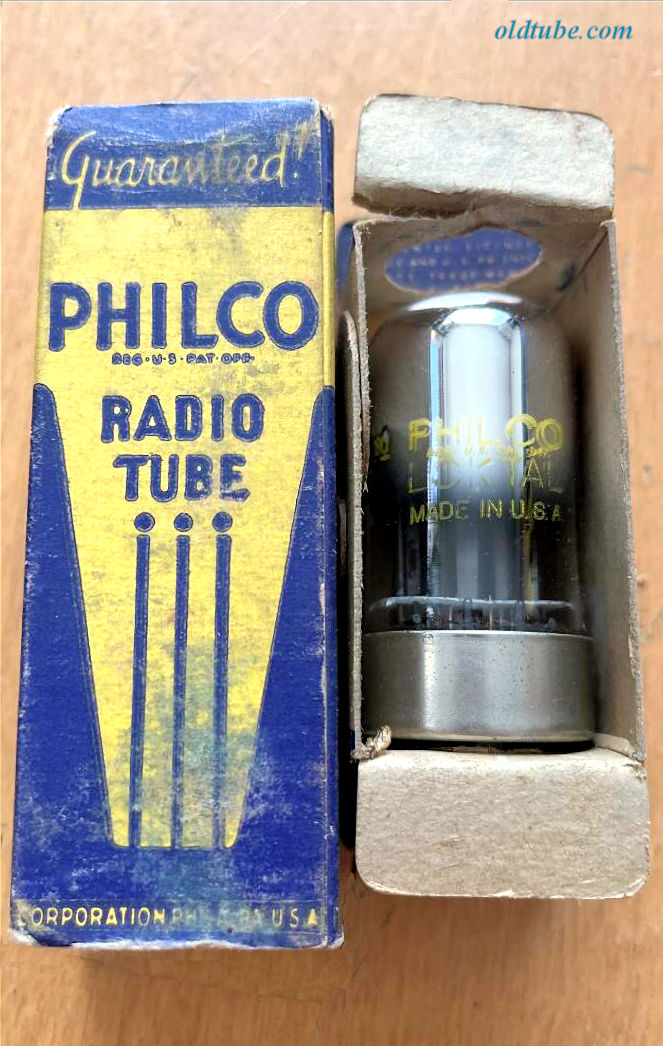 oldtube.com
Guaranteed!
PHILCO
REG·U·S·PAT·OFF.
RADIO
TUBE
CORPORATION PHILA. PA. U S A
PHILCO
LOKTAL
MADE IN U.S.A.